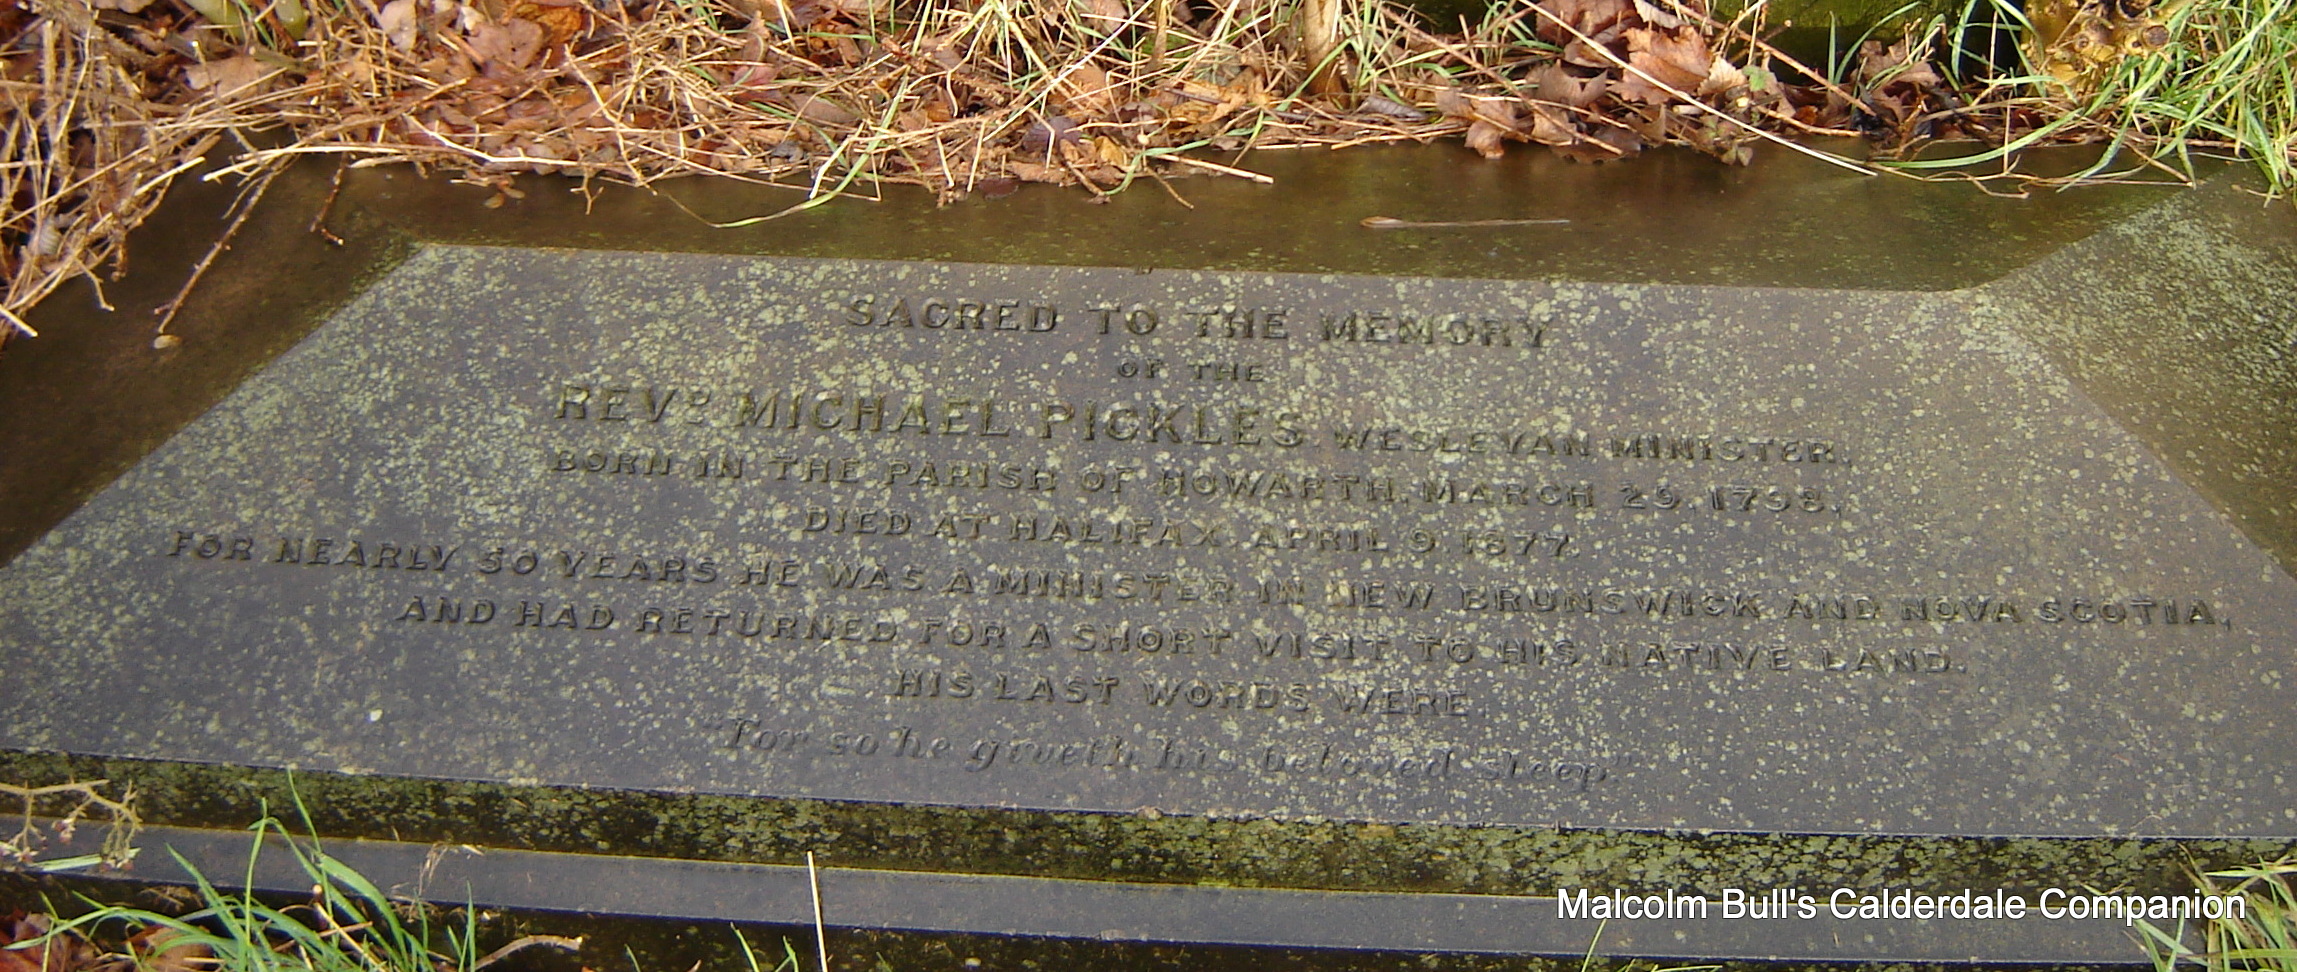 SACRED TO THE MEMORY
OF THE
REVD MICHAEL PICKLES WESLEYAN MINISTER,
BORN IN THE PARISH OF HOWARTH, MARCH 29, 1798,
DIED AT HALIFAX, APRIL 9, 1877.
FOR NEARLY 50 YEARS HE WAS A MINISTER IN NEW BRUNSWICK AND NOVA SCOTIA,
AND HAD RETURNED FOR A SHORT VISIT TO HIS NATIVE LAND.
HIS LAST WORDS WERE,
"For so he giveth his beloved sleep."
Malcolm Bull's Calderdale Companion